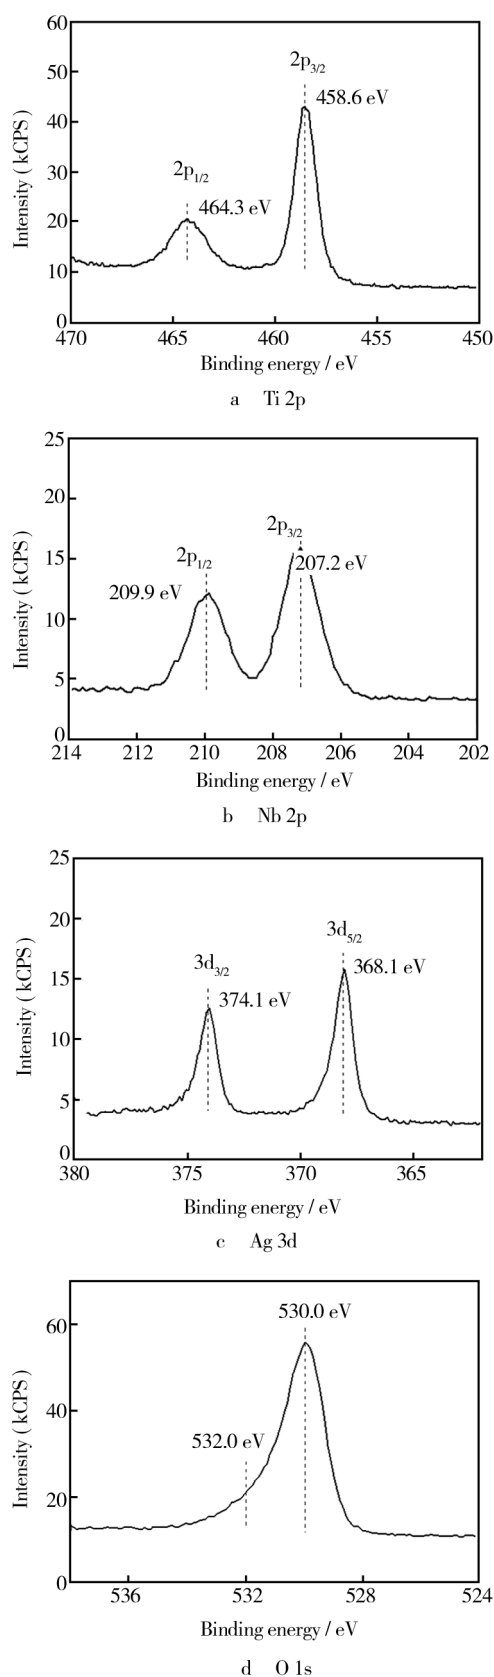 60
50
40
30
20
10
0
Intensity ( kCPS )
2p3/2
458.6 eV
2p1/2
464.3 eV
470 465 460 455 450
Binding energy / eV
a Ti 2p
25
20
15
10
5
0
Intensity ( kCPS )
2p3/2
207.2 eV
2p1/2
209.9 eV
214 212 210 208 206 204 202
Binding energy / eV
b Nb 2p
25
20
15
10
5
0
Intensity ( kCPS )
3d5/2
368.1 eV
3d3/2
374.1 eV
380 375 370 365
Binding energy / eV
c Ag 3d
60
40
20
0
Intensity ( kCPS )
530.0 eV
532.0 eV
536 532 528 524
Binding energy / eV
d O 1s